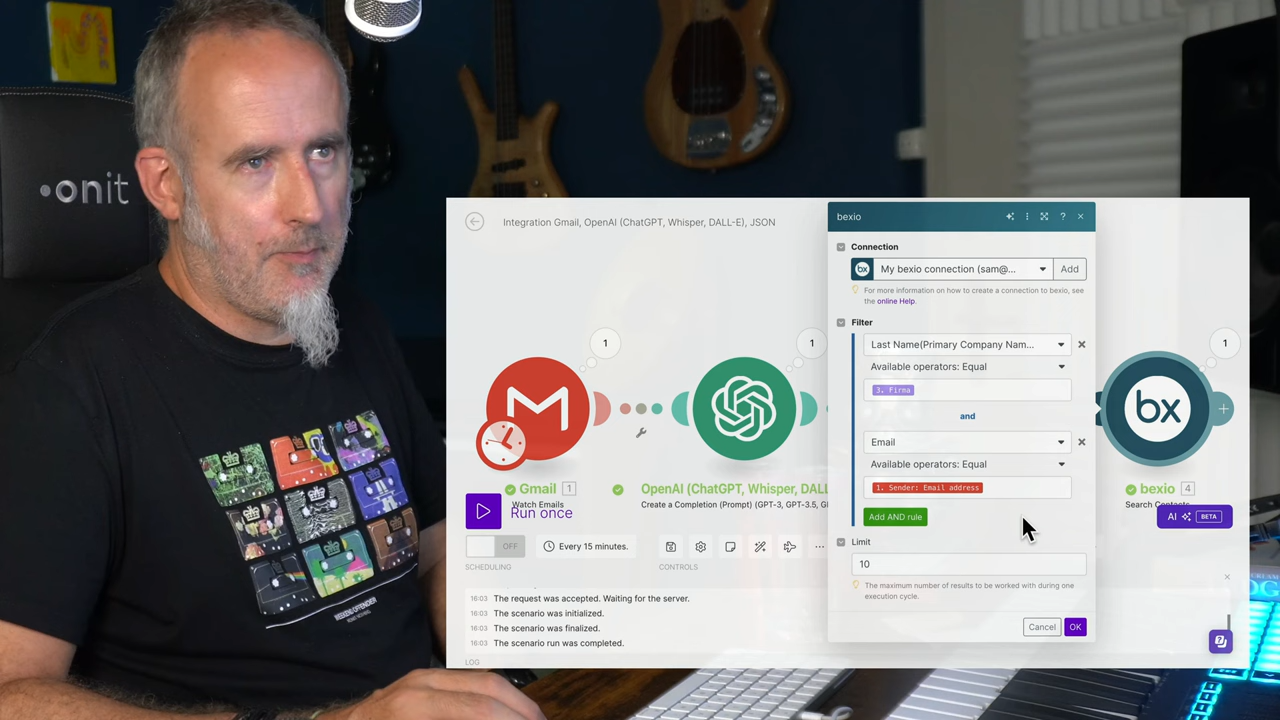 •onit
Integration Gmail, OpenAI (ChatGPT, Whisper, DALL-E), JSON
bexio
?
Connection
bx
My bexio connection (sam@...
Add
For more information on how to create a connection to bexio, see
the online Help.
Filter
Last Name(Primary Company Nam...
Available operators: Equal
3. Firma
and
Email
Available operators: Equal
1. Sender: Email address
Add AND rule
Limit
10
The maximum number of results to be worked with during one
execution cycle.
Cancel
OK
1
1
1
bx
Gmail 1
Watch Emails
OpenAI (ChatGPT, Whisper, DALL
Create a Completion (Prompt) (GPT-3, GPT-3.5, G
bexio 4
Search Conta
Run once
AI BETA
OFF
Every 15 minutes.
SCHEDULING
CONTROLS
16:03 The request was accepted. Waiting for the server.
16:03 The scenario was initialized.
16:03 The scenario was finalized.
16:03 The scenario run was completed.
LOG